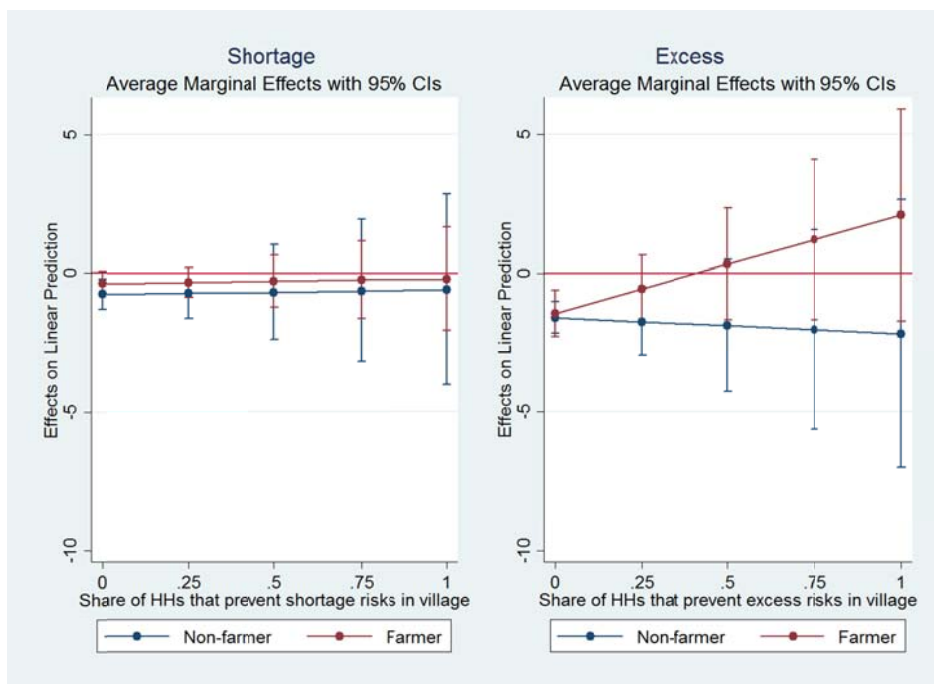 Shortage
Average Marginal Effects with 95% CIs
Effects on Linear Prediction
5
0
-5
-10
0 .25 .5 .75 1
Share of HHs that prevent shortage risks in village
Non-farmer Farmer
Excess
Average Marginal Effects with 95% CIs
Effects on Linear Prediction
5
0
-5
-10
0 .25 .5 .75 1
Share of HHs that prevent excess risks in village
Non-farmer Farmer